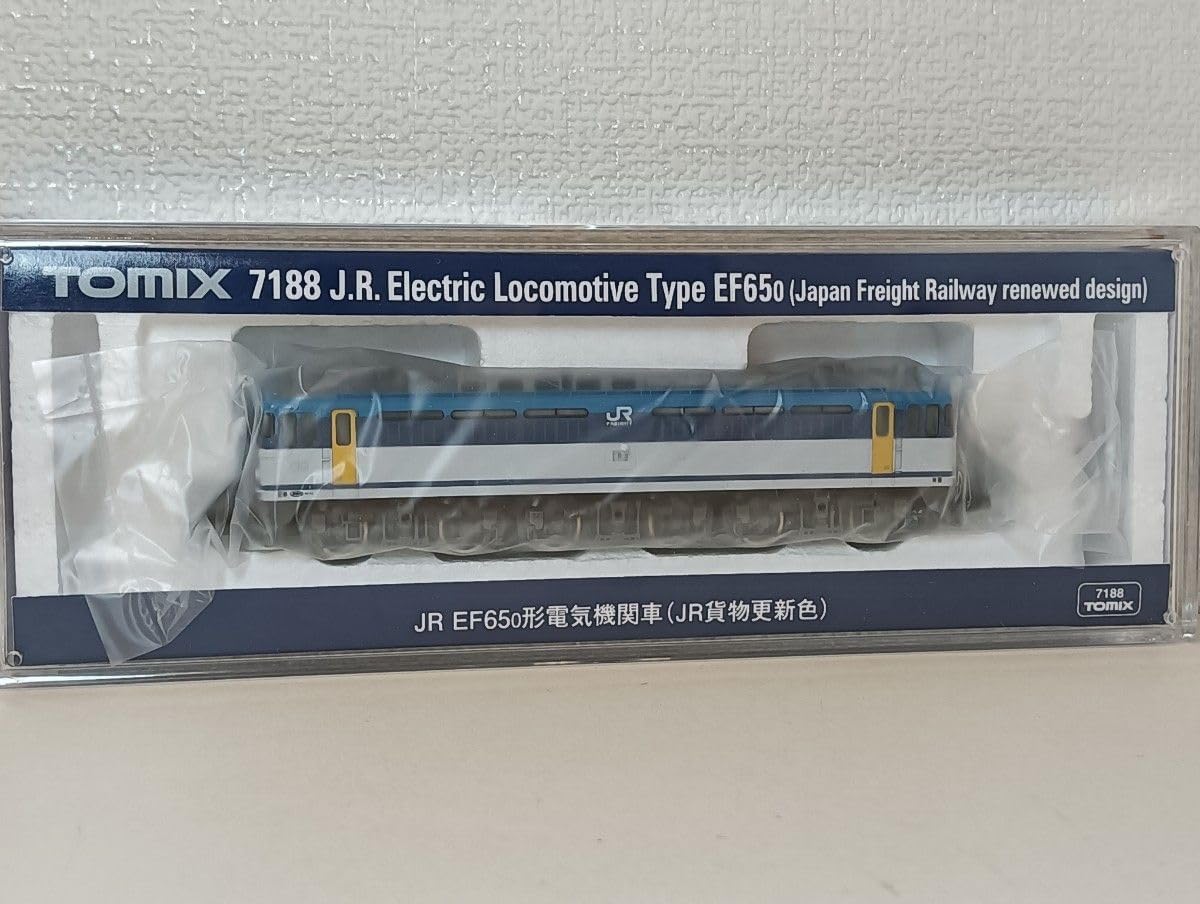 TOMIX 7188 J.R. Electric Locomotive Type EF650 (Japan Freight Railway renewed design)
JR
FREIGHT
JR EF650形電気機関車(JR貨物更新色)
7188
TOMIX